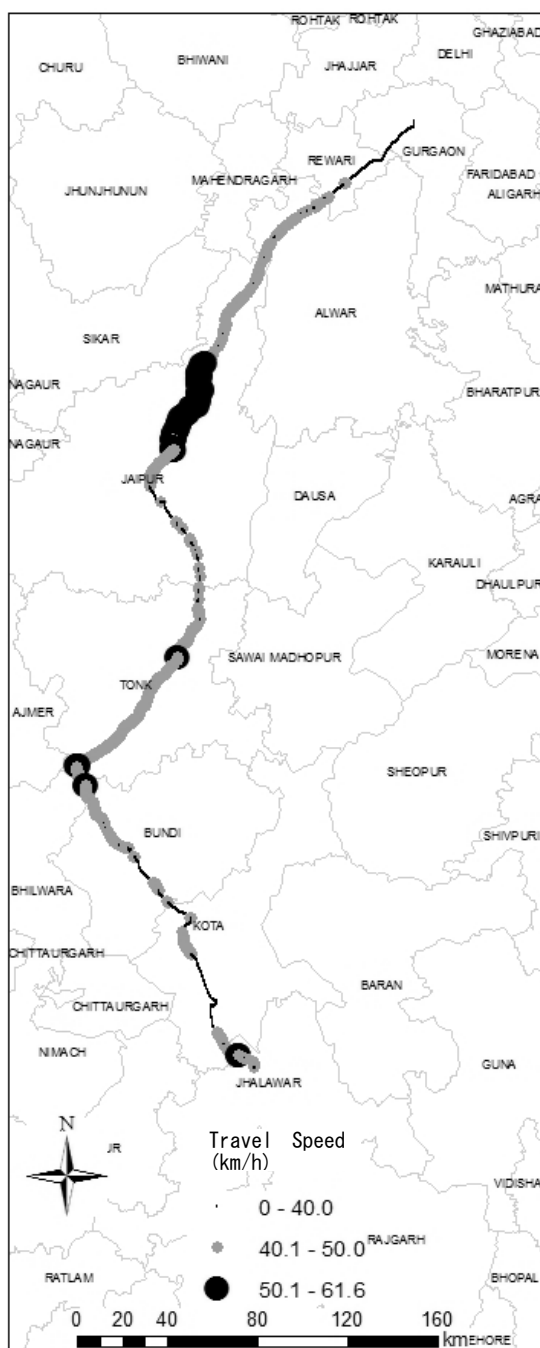 ROHTAK ROHTAK
GHAZIABAD
DELHI
BHIWANI
CHURU
JHAJJAR
GURGAON
REWARI
FARIDABAD
MAHENDRAGARH
JHUNJHUNUN
ALIGARH
MATHURA
ALWAR
SIKAR
NAGAUR
BHARATPUR
NAGAUR
JAIPUR
DAUSA
AGRA
KARAULI
DHAULPUR
MORENA
SAWAI MADHOPUR
TONK
AJMER
SHEOPUR
BUNDI
SHIVPURI
BHILWARA
KOTA
CHITTAURGARH
BARAN
CHITTAURGARH
NIMACH
GUNA
JHALAWAR
N
JR
Travel Speed
(km/h)
VIDISHA
0 - 40.0
40.1 - 50.0
RAJGARH
RATLAM
50.1 - 61.6
BHOPAL
0 20 40 80 120 160
km
EHORE